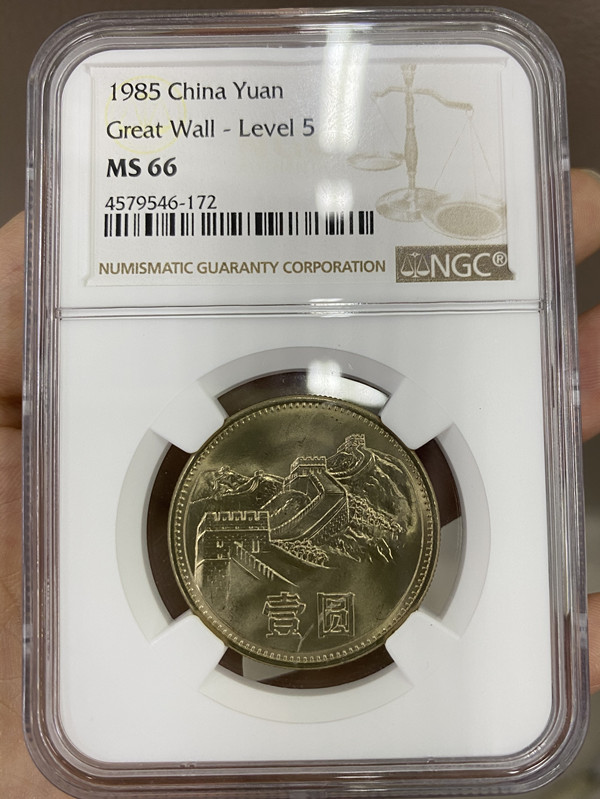 1985 China Yuan
Great Wall - Level 5
MS 66
4579546-172
NUMISMATIC GUARANTY CORPORATION
NGC®
壹圆